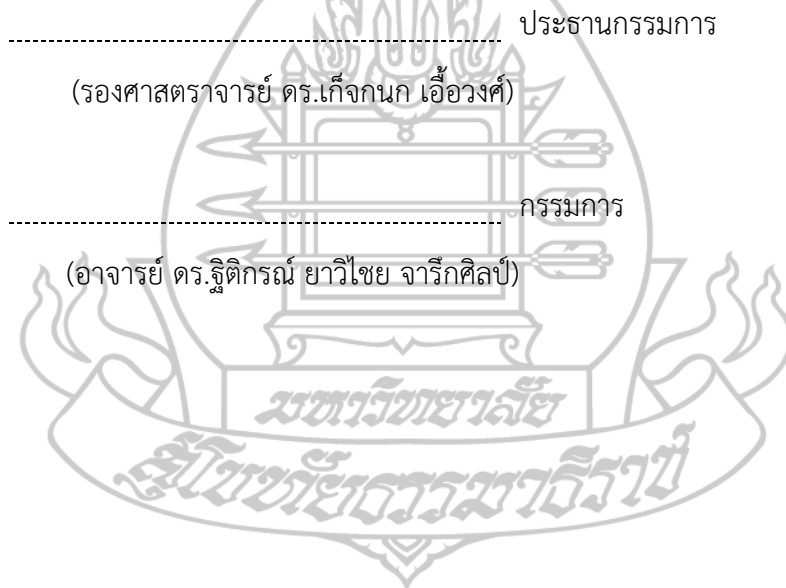 ประธานกรรมการ
(รองศาสตราจารย์ ดร.เก็จกนก เอื้อวงศ์)
กรรมการ
(อาจารย์ ดร.ฐิติกรณ์ ยาวิไชย จารึกศิลป์)
มหาวิทยาลัย
สุโขทัยธรรมาธิราช